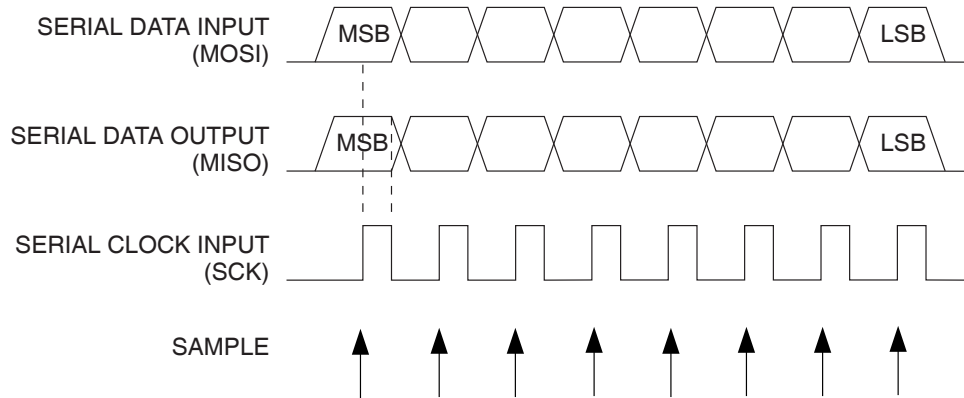 SERIAL DATA INPUT
(MOSI)
MSB
LSB
SERIAL DATA OUTPUT
(MISO)
MSB
LSB
SERIAL CLOCK INPUT
(SCK)
SAMPLE